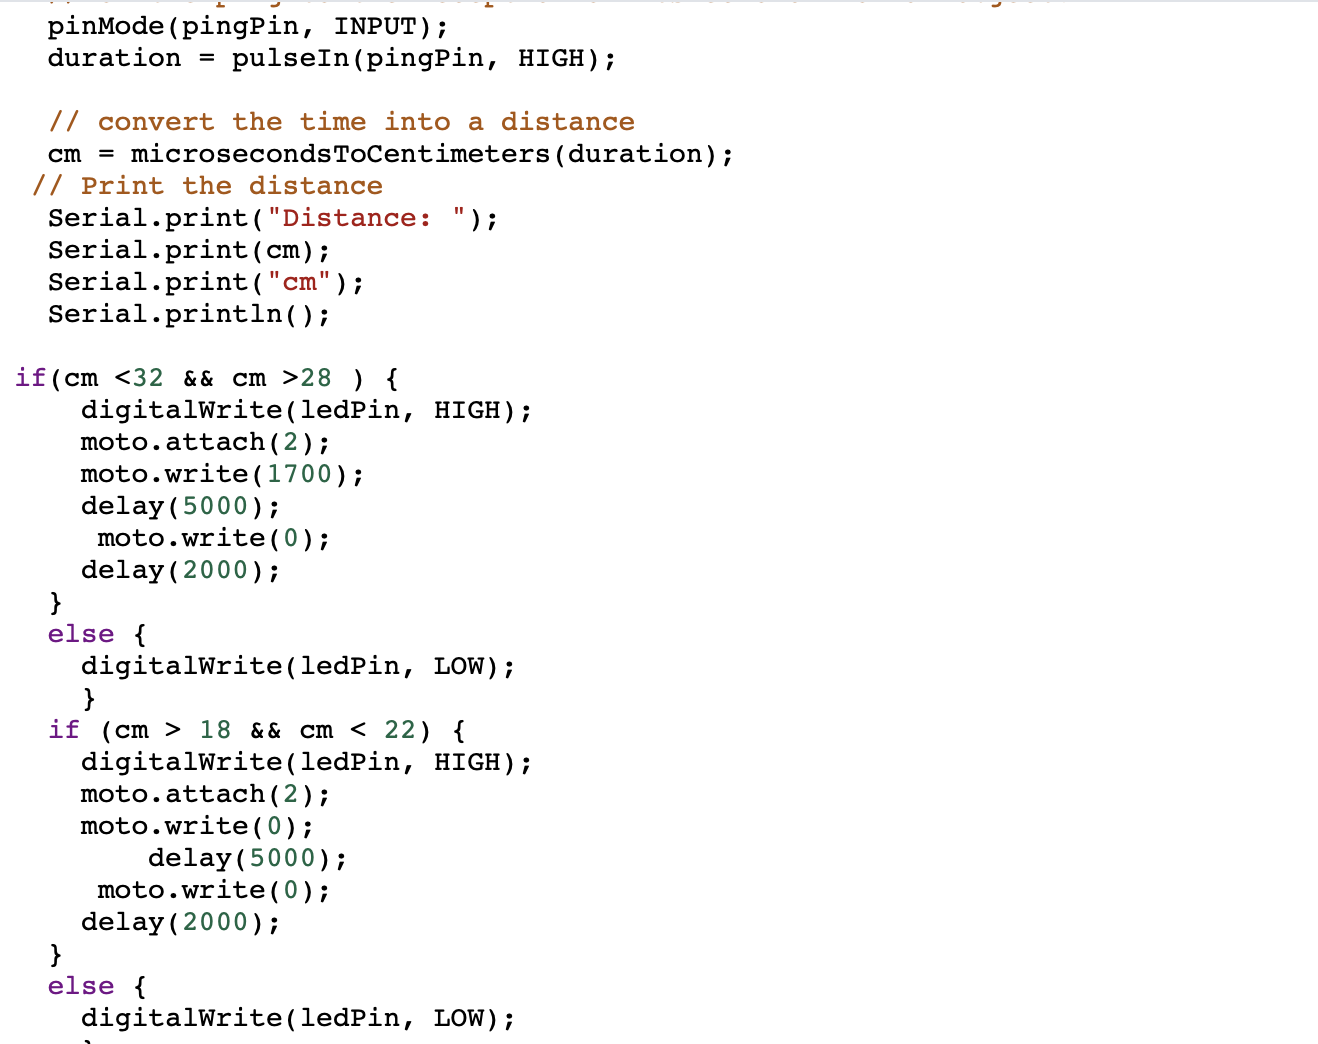 pinMode(pingPin, INPUT);
duration = pulseIn(pingPin, HIGH);
// convert the time into a distance
cm = microsecondsToCentimeters(duration);
// Print the distance
Serial.print("Distance: ");
Serial.print(cm);
Serial.print("cm");
Serial.println();
if(cm <32 && cm >28 ) {
digitalWrite(ledPin, HIGH);
moto.attach(2);
moto.write(1700);
delay(5000);
moto.write(0);
delay(2000);
}
else {
digitalWrite(ledPin, LOW);
}
if (cm > 18 && cm < 22) {
digitalWrite(ledPin, HIGH);
moto.attach(2);
moto.write(0);
delay(5000);
moto.write(0);
delay(2000);
}
else {
digitalWrite(ledPin, LOW);